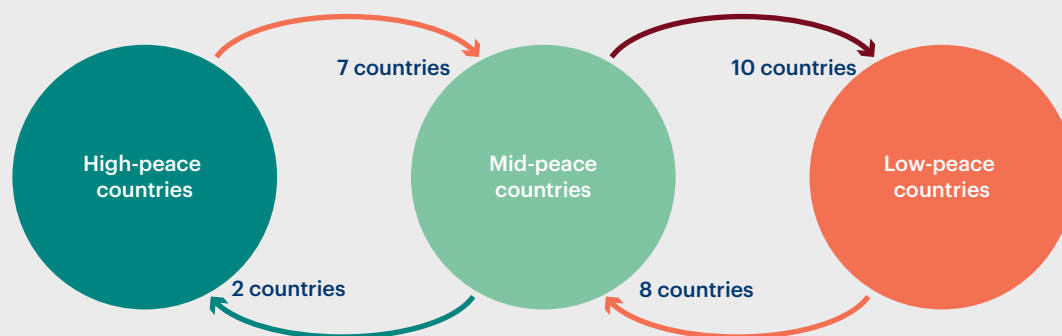 7 countries
10 countries
High-peace
countries
Mid-peace
countries
Low-peace
countries
2 countries
8 countries